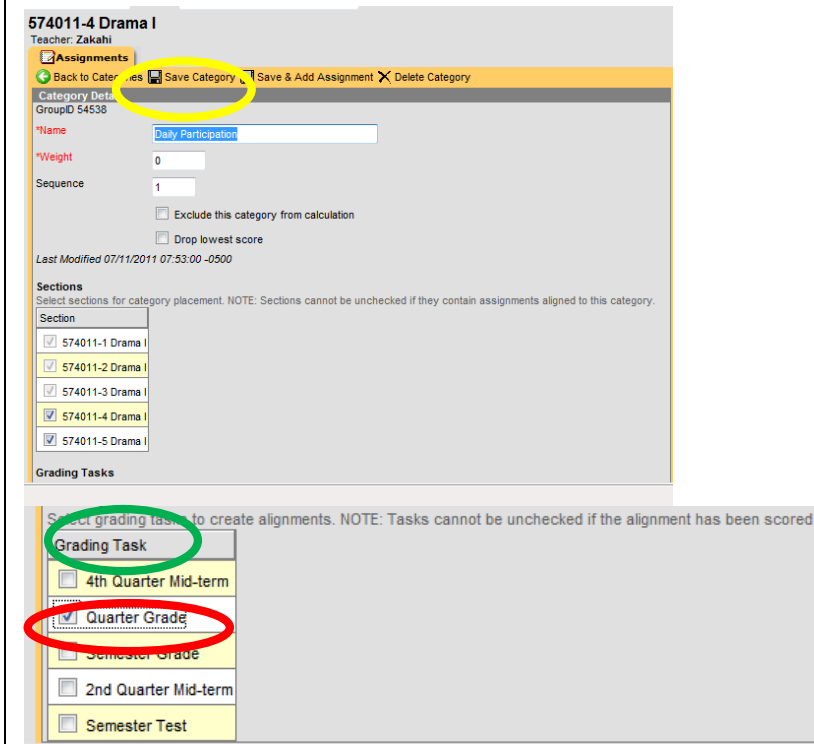 574011-4 Drama I
Teacher: Zakahi
Assignments
Back to Categories Save Category Save & Add Assignment Delete Category
Category Deta
GroupID 54538
*Name Daily Participation
*Weight 0
Sequence 1
Exclude this category from calculation
Drop lowest score
Last Modified 07/11/2011 07:53:00 -0500
Sections
Select sections for category placement. NOTE: Sections cannot be unchecked if they contain assignments aligned to this category.
Section
574011-1 Drama I
574011-2 Drama I
574011-3 Drama I
574011-4 Drama I
574011-5 Drama I
Grading Tasks
Select grading tasks to create alignments. NOTE: Tasks cannot be unchecked if the alignment has been scored
Grading Task
4th Quarter Mid-term
Quarter Grade
Semester Grade
2nd Quarter Mid-term
Semester Test